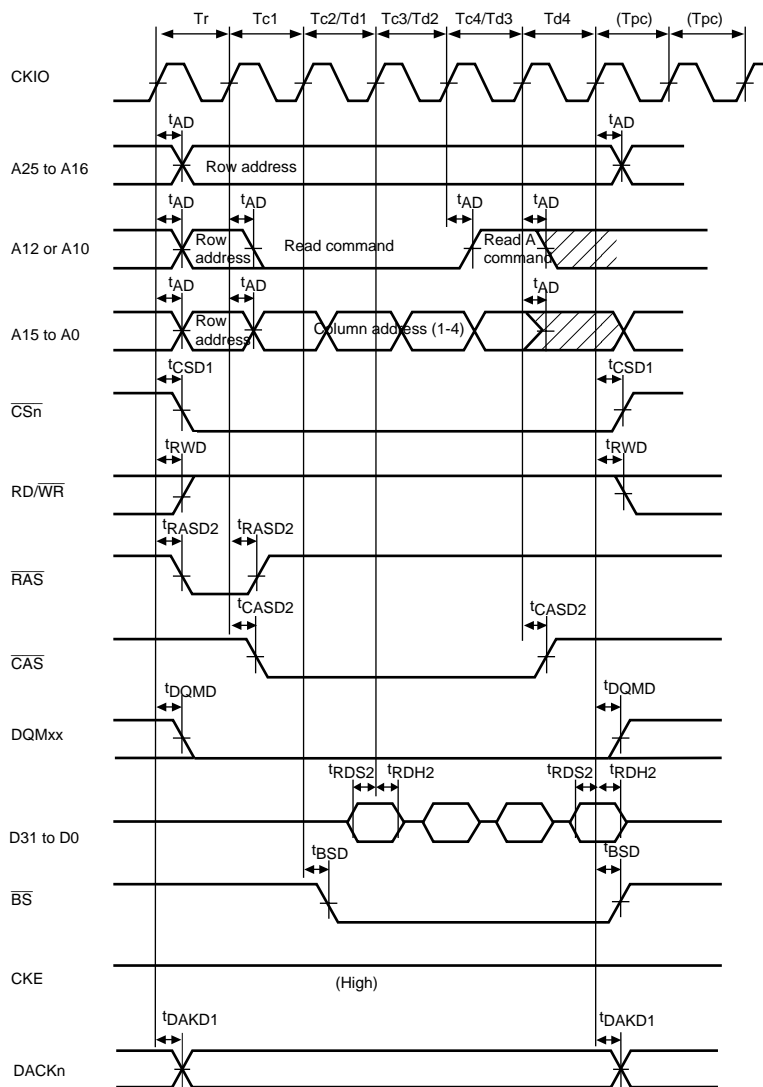 Tr Tc1 Tc2/Td1 Tc3/Td2 Tc4/Td3 Td4 (Tpc) (Tpc)
CKIO
tAD tAD
A25 to A16 Row address
tAD tAD tAD tAD
A12 or A10 Row address Read command Read A command
tAD tAD tAD
A15 to A0 Row address Column address (1-4)
tCSD1 tCSD1
CSn
tRWD tRWD
RD/WR
tRASD2 tRASD2
RAS
tCASD2 tCASD2
CAS
tDQMD tDQMD
DQMxx
tRDS2 tRDH2 tRDS2 tRDH2
D31 to D0
tBSD tBSD
BS
CKE (High)
tDAKD1 tDAKD1
DACKn